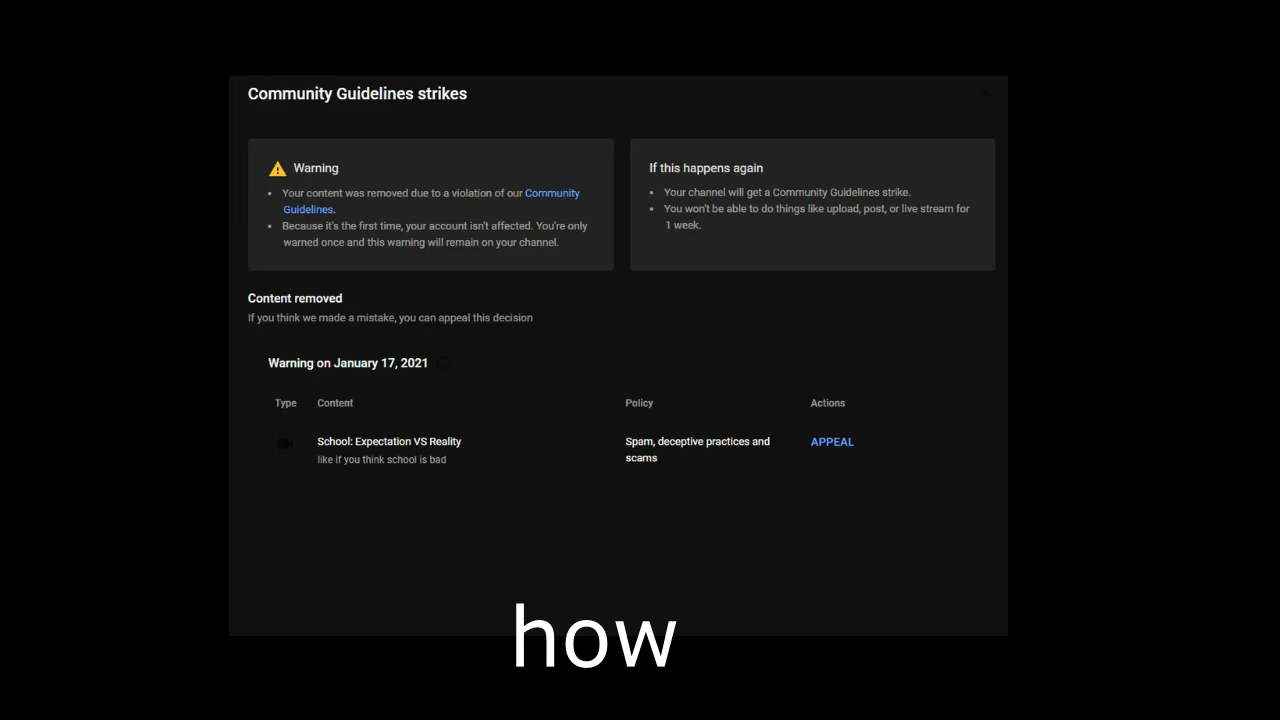 Community Guidelines strikes
Warning
• Your content was removed due to a violation of our Community
Guidelines.
• Because it's the first time, your account isn't affected. You're only
warned once and this warning will remain on your channel.
If this happens again
• Your channel will get a Community Guidelines strike.
• You won't be able to do things like upload, post, or live stream for
1 week.
Content removed
If you think we made a mistake, you can appeal this decision
Warning on January 17, 2021
Type Content Policy Actions
School: Expectation VS Reality Spam, deceptive practices and APPEAL
like if you think school is bad scams
how